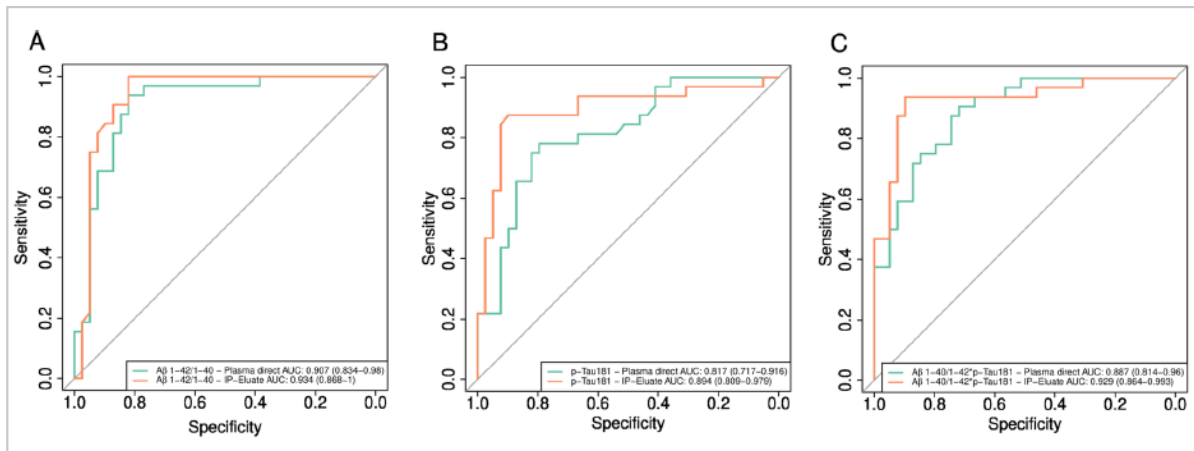 A
1.0
0.8
0.6
0.4
0.2
0.0
Sensitivity
Aβ 1−42/1−40 − Plasma direct AUC: 0.907 (0.834−0.98)
Aβ 1−42/1−40 − IP−Eluate AUC: 0.934 (0.868−1)
1.0 0.8 0.6 0.4 0.2 0.0
Specificity
B
1.0
0.8
0.6
0.4
0.2
0.0
Sensitivity
p−Tau181 − Plasma direct AUC: 0.817 (0.717−0.916)
p−Tau181 − IP−Eluate AUC: 0.894 (0.809−0.979)
1.0 0.8 0.6 0.4 0.2 0.0
Specificity
C
1.0
0.8
0.6
0.4
0.2
0.0
Sensitivity
Aβ 1−40/1−42*p−Tau181 − Plasma direct AUC: 0.887 (0.814−0.96)
Aβ 1−40/1−42*p−Tau181 − IP−Eluate AUC: 0.929 (0.864−0.993)
1.0 0.8 0.6 0.4 0.2 0.0
Specificity